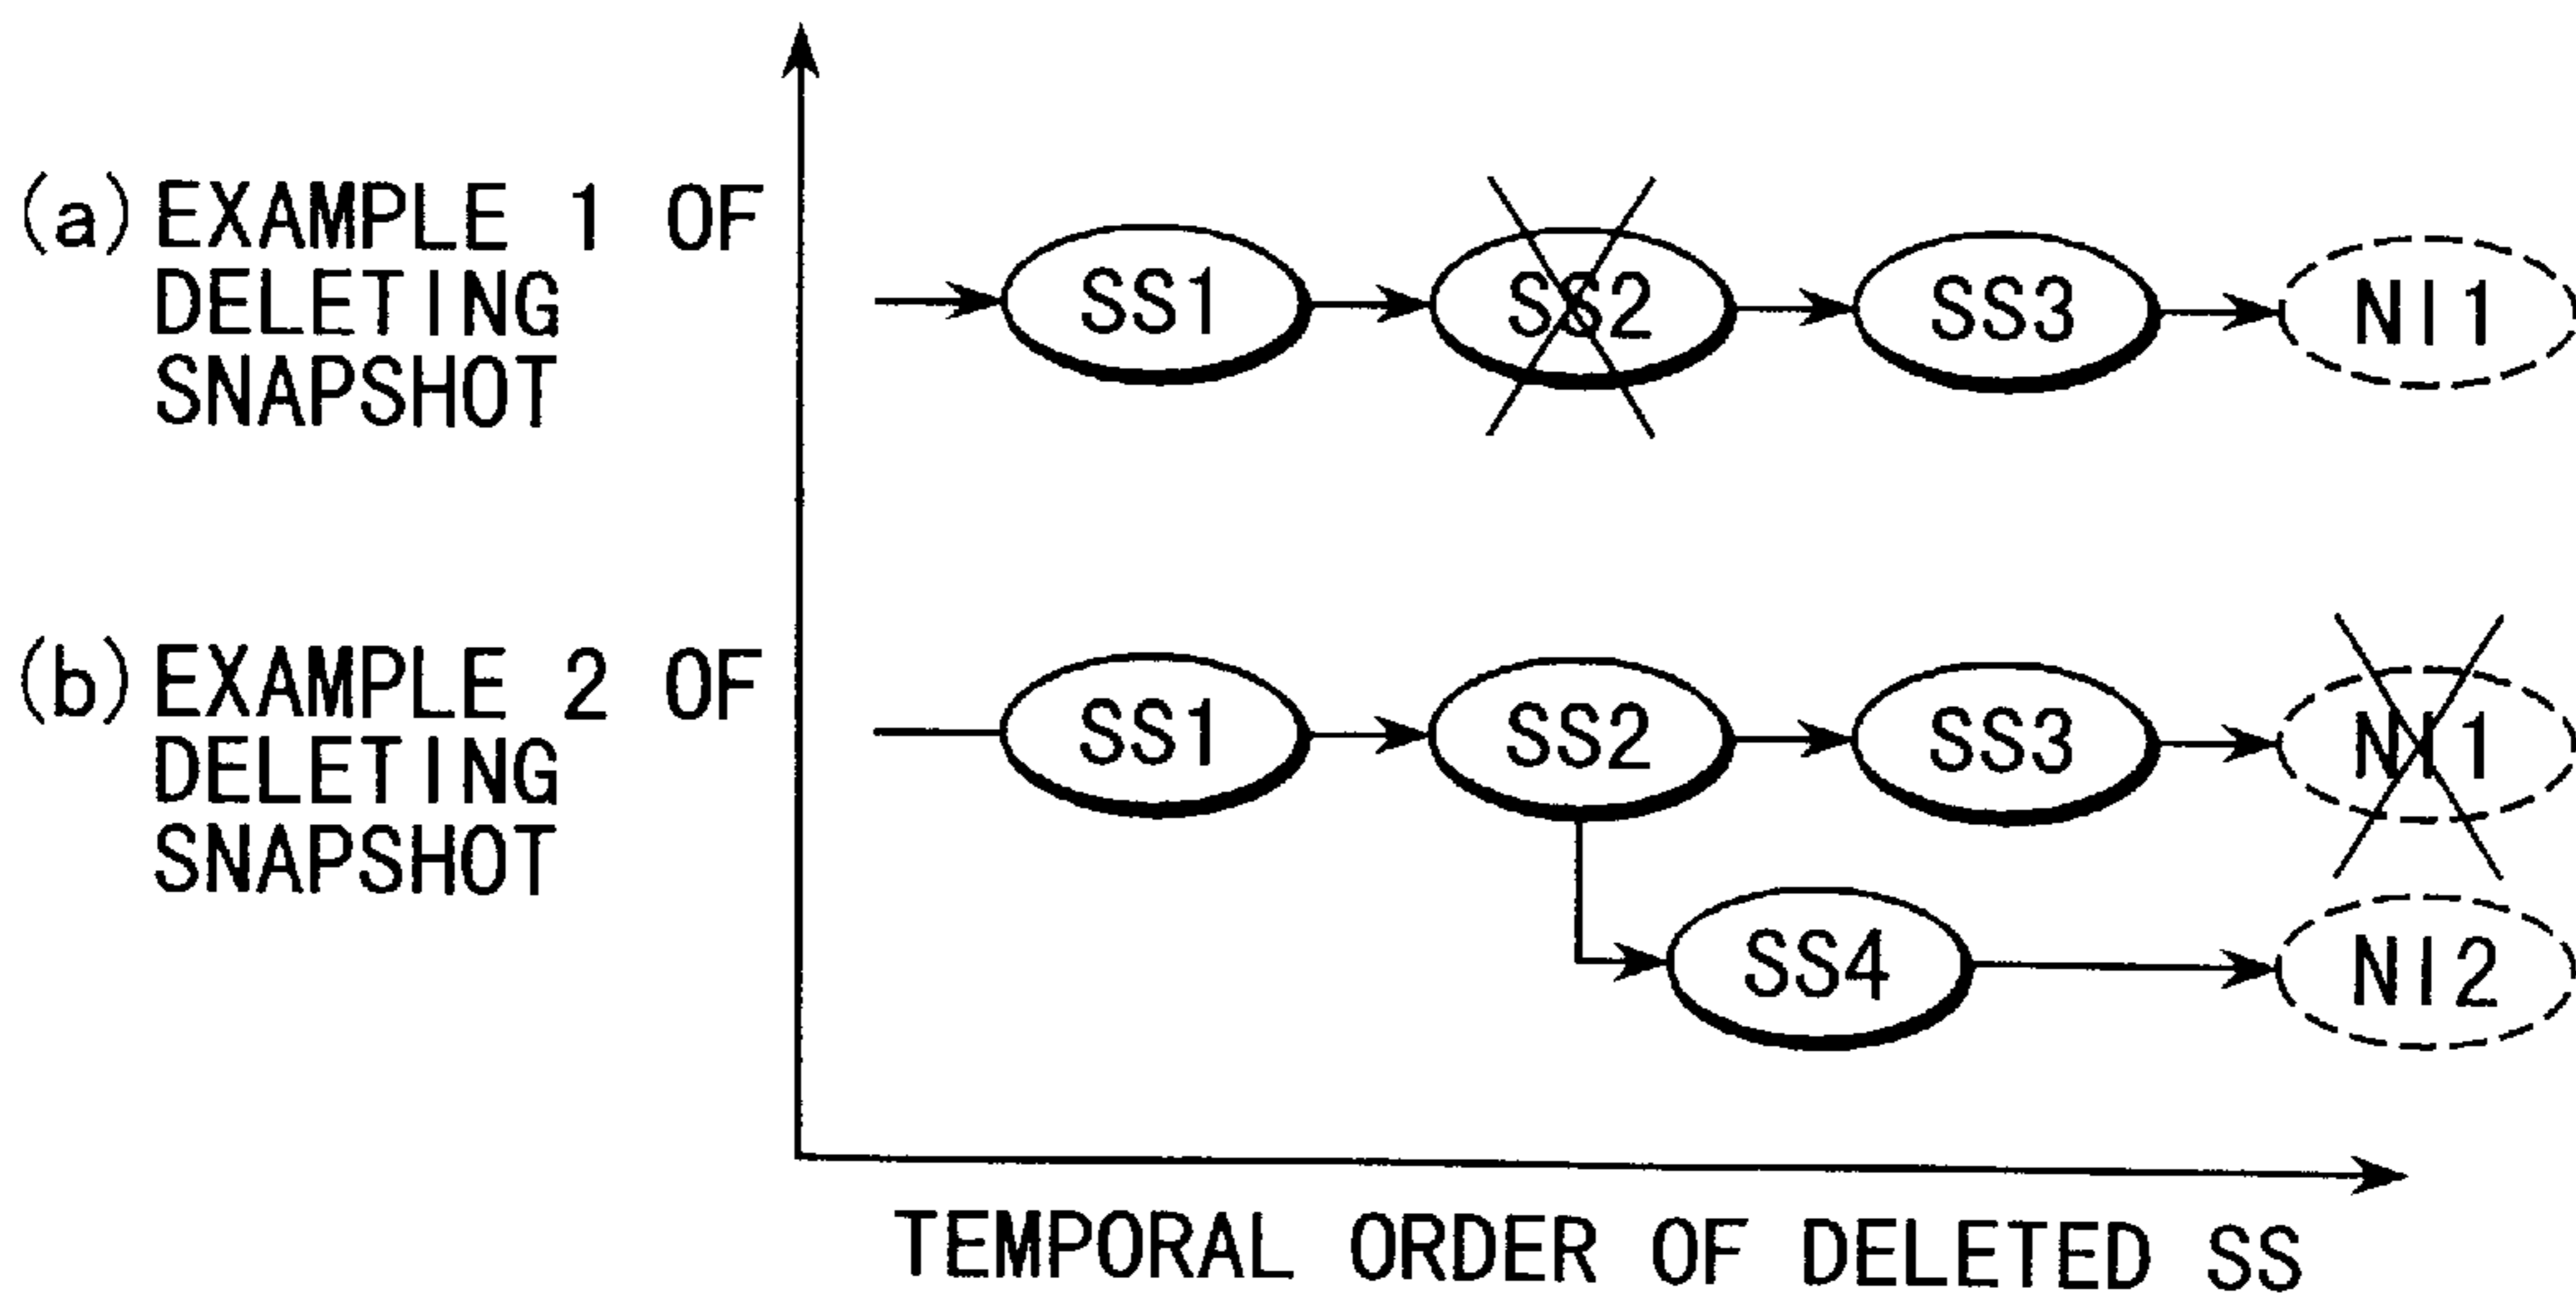 (a) EXAMPLE 1 OF
DELETING
SNAPSHOT
SS1
SS2
SS3
NI1
(b) EXAMPLE 2 OF
DELETING
SNAPSHOT
SS1
SS2
SS3
NI1
SS4
NI2
TEMPORAL ORDER OF DELETED SS